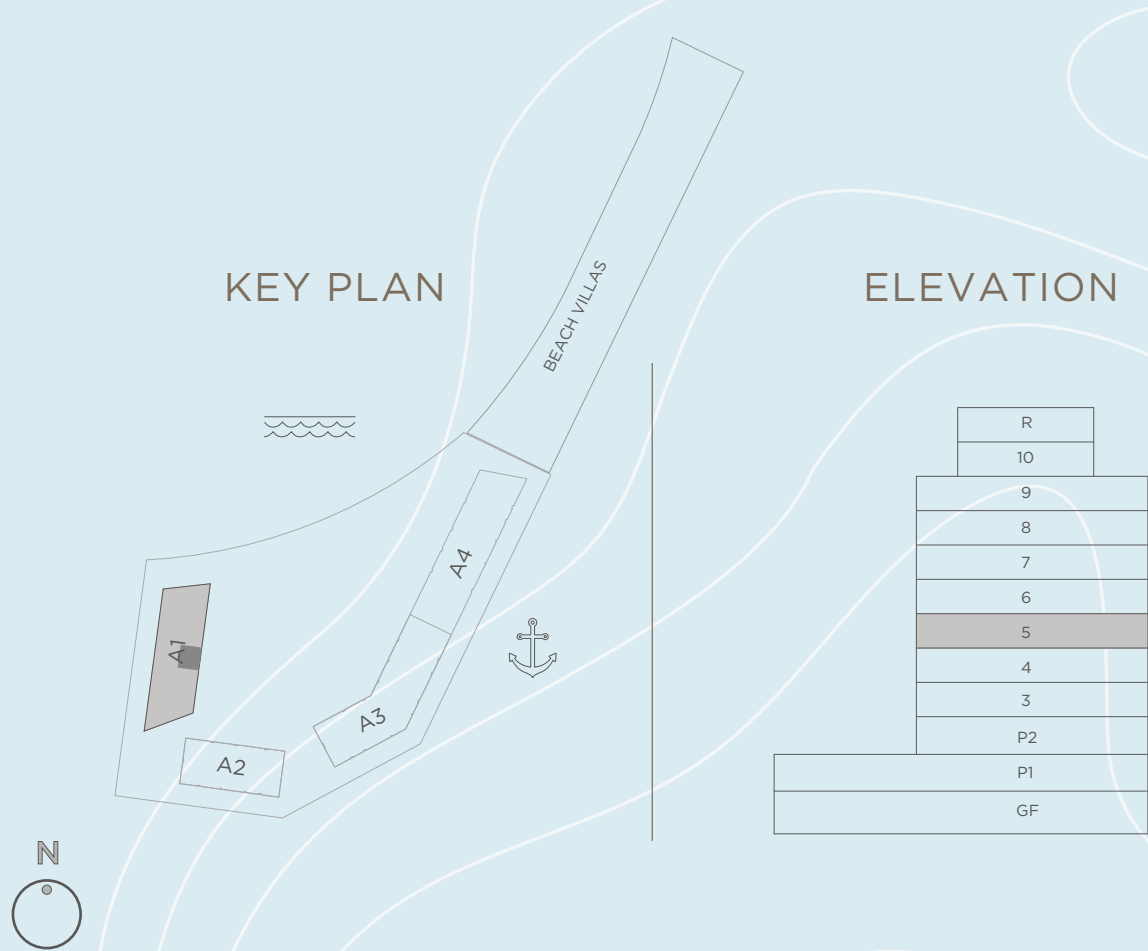 KEY PLAN
BEACH VILLAS
A4
A1
A3
A2
N
ELEVATION
R
10
9
8
7
6
5
4
3
P2
P1
GF